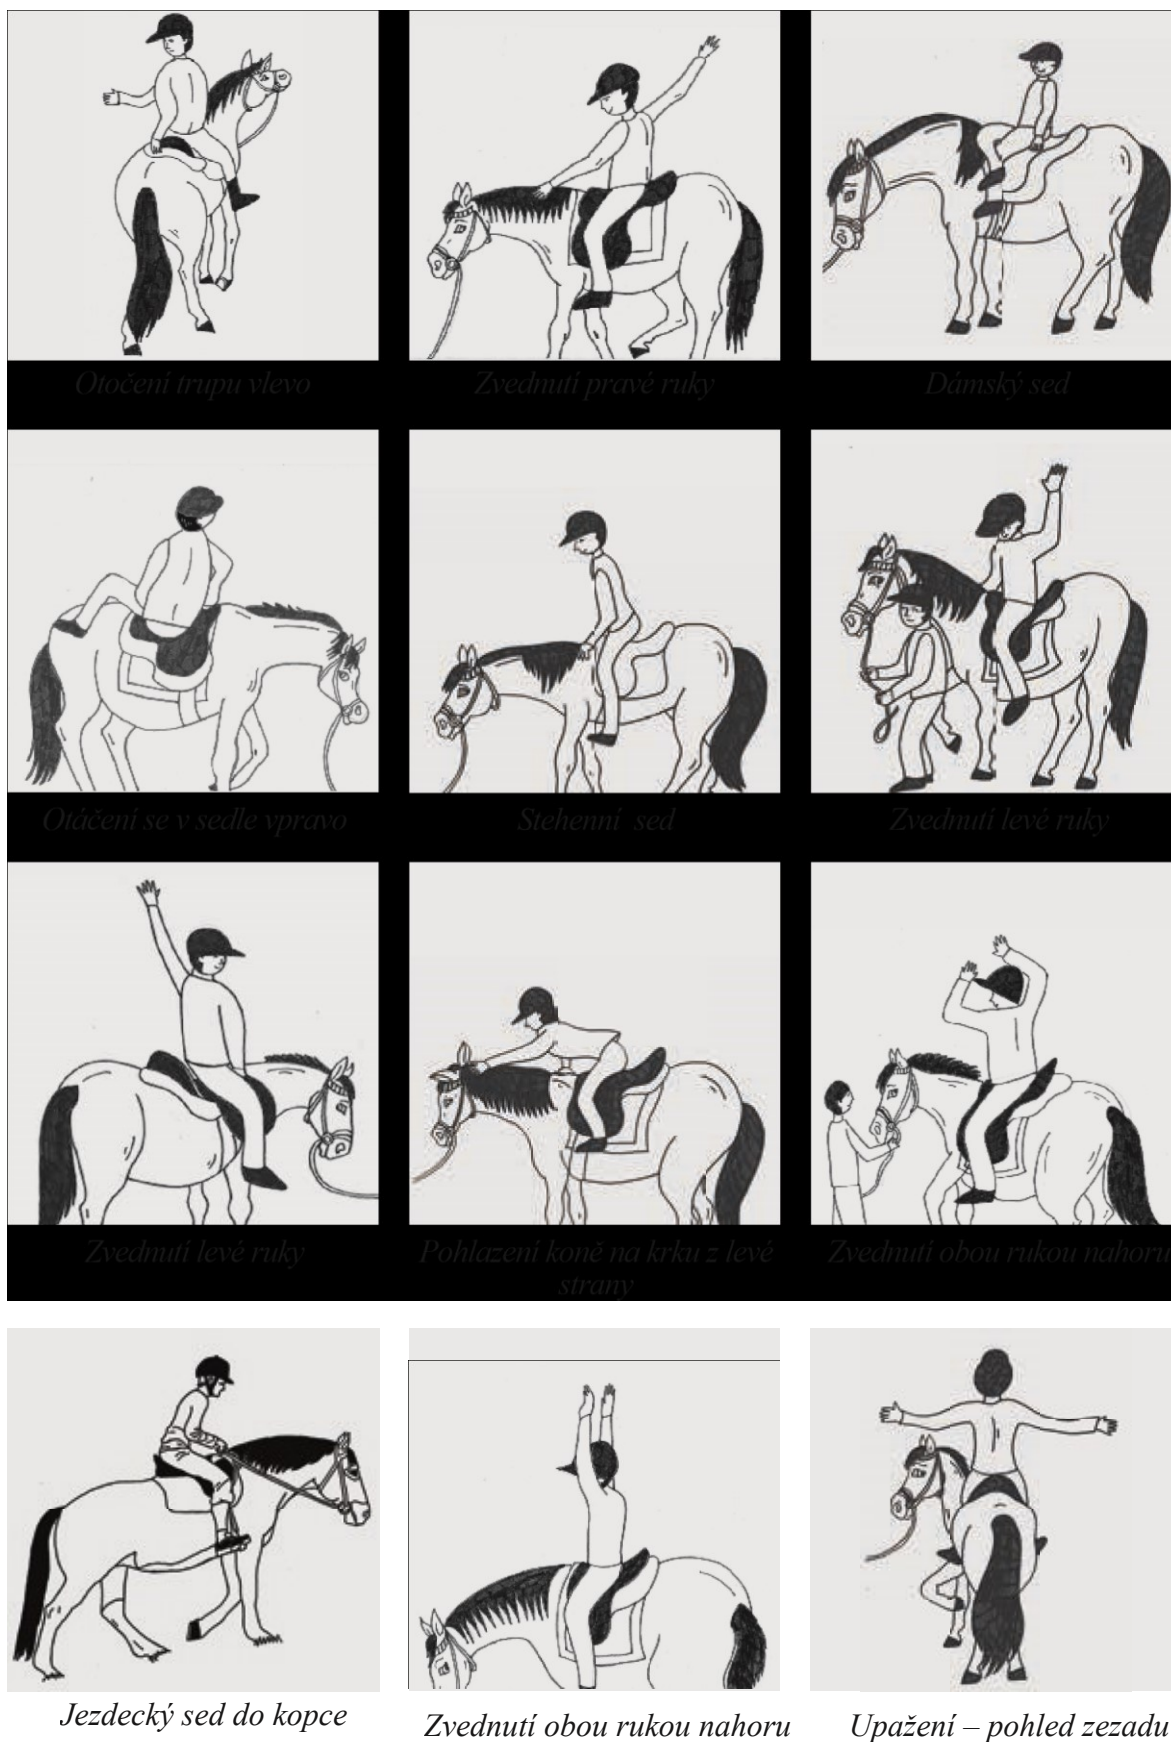 Otočení trupu vlevo
Zvednutí pravé ruky
Dámský sed
Otáčení se v sedle vpravo
Stehenní sed
Zvednutí levé ruky
Zvednutí levé ruky
Pohlazení koně na krku z levé
strany
Zvednutí obou rukou nahoru
Jezdecký sed do kopce
Zvednutí obou rukou nahoru
Upažení – pohled zezadu